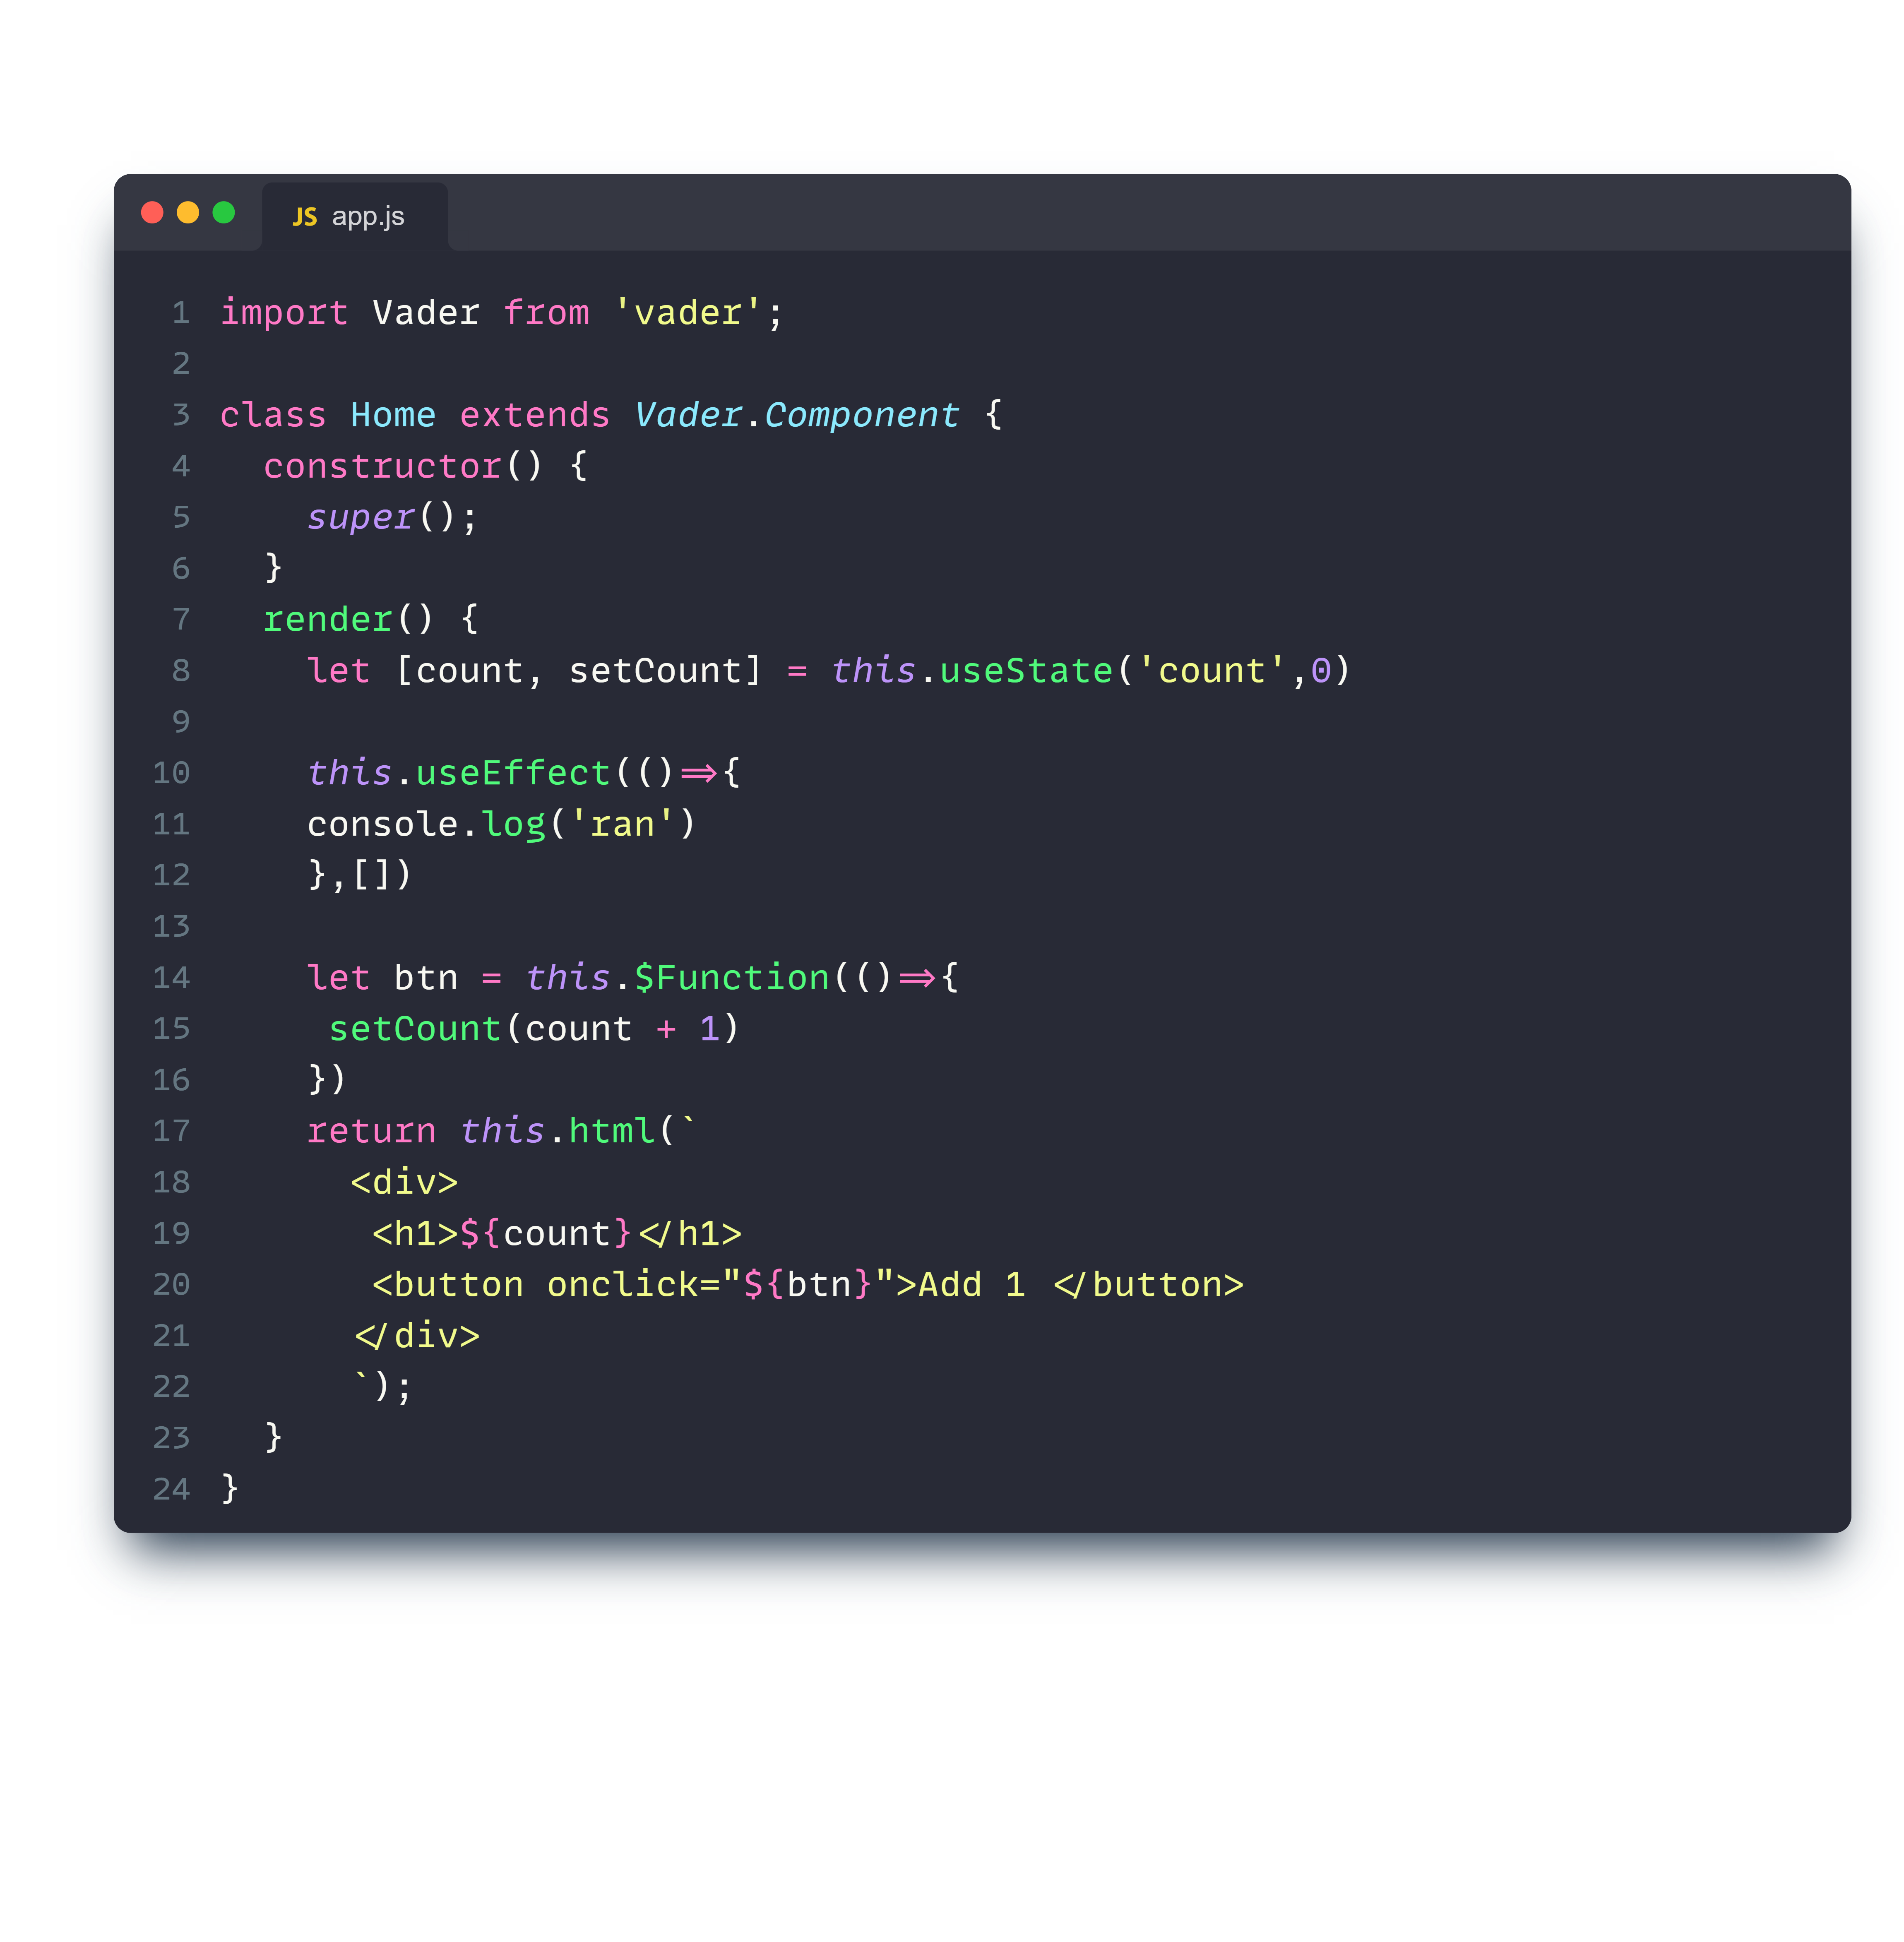 JS app.js
1 import Vader from 'vader';
2
3 class Home extends Vader.Component {
4   constructor() {
5     super();
6   }
7   render() {
8     let [count, setCount] = this.useState('count',0)
9
10     this.useEffect(()=>{
11     console.log('ran')
12     },[])
13
14     let btn = this.$Function(()=>{
15      setCount(count + 1)
16     })
17     return this.html(`
18       <div>
19        <h1>${count}</h1>
20        <button onclick="${btn}">Add 1 </button>
21       </div>
22       `);
23   }
24 }